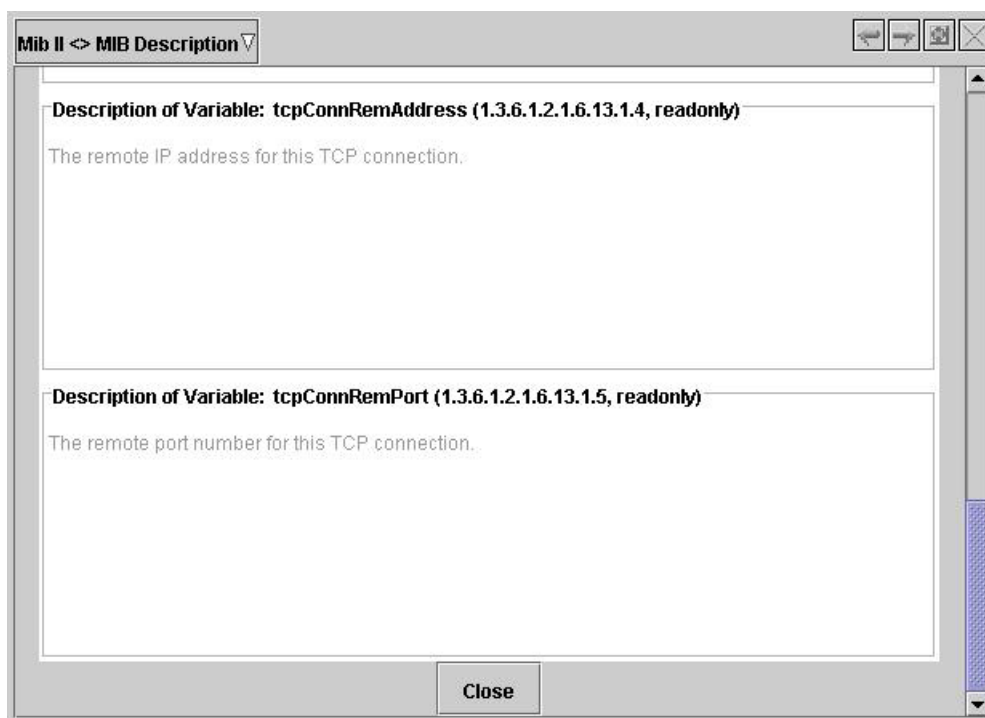 Mib II <> MIB Description
Description of Variable: tcpConnRemAddress (1.3.6.1.2.1.6.13.1.4, readonly)
The remote IP address for this TCP connection.
Description of Variable: tcpConnRemPort (1.3.6.1.2.1.6.13.1.5, readonly)
The remote port number for this TCP connection.
Close